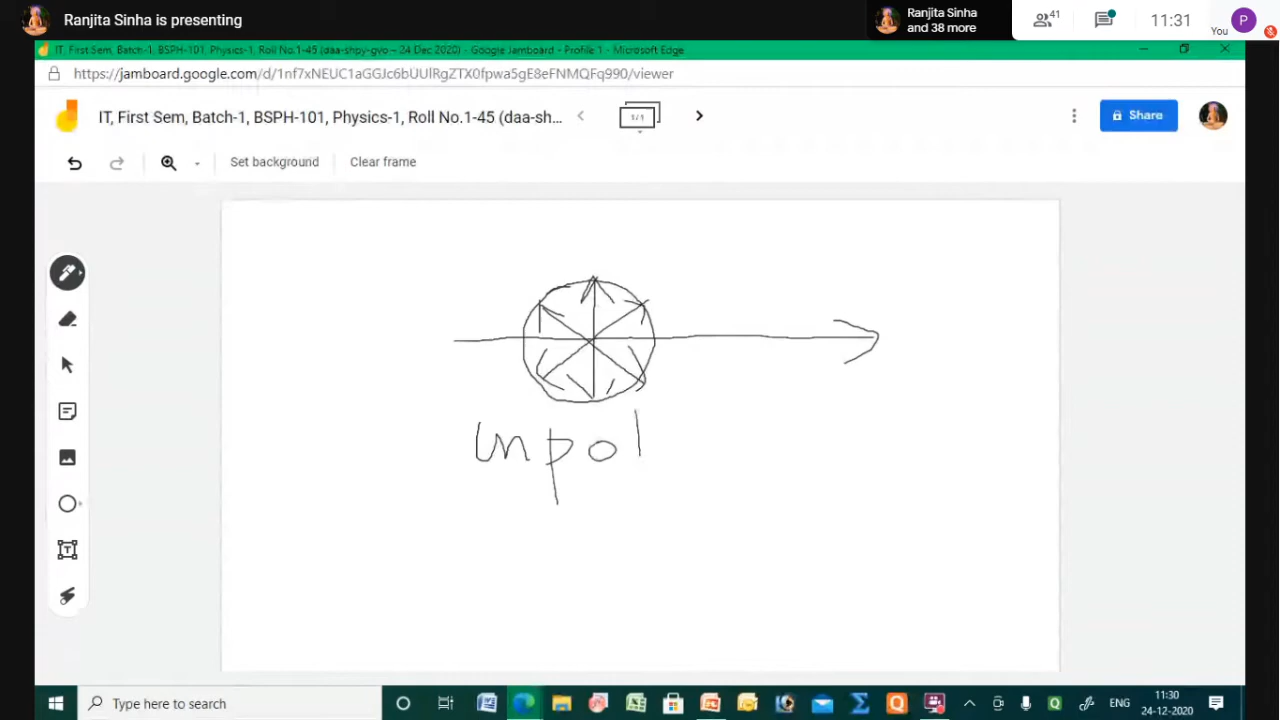 Ranjita Sinha is presenting
Ranjita Sinha
and 38 more
41
11:31
P
You
IT, First Sem, Batch-1, BSPH-101, Physics-1, Roll No.1-45 (daa-shpy-gvo – 24 Dec 2020) - Google Jamboard - Profile 1 - Microsoft Edge
https://jamboard.google.com/d/1nf7xNEUC1aGGJc6bUUlRgZTX0fpwa5gE8eFNMQFq990/viewer
IT, First Sem, Batch-1, BSPH-101, Physics-1, Roll No.1-45 (daa-sh...
1/1
Share
Set background
Clear frame
unpol
Type here to search
ENG
11:30
24-12-2020